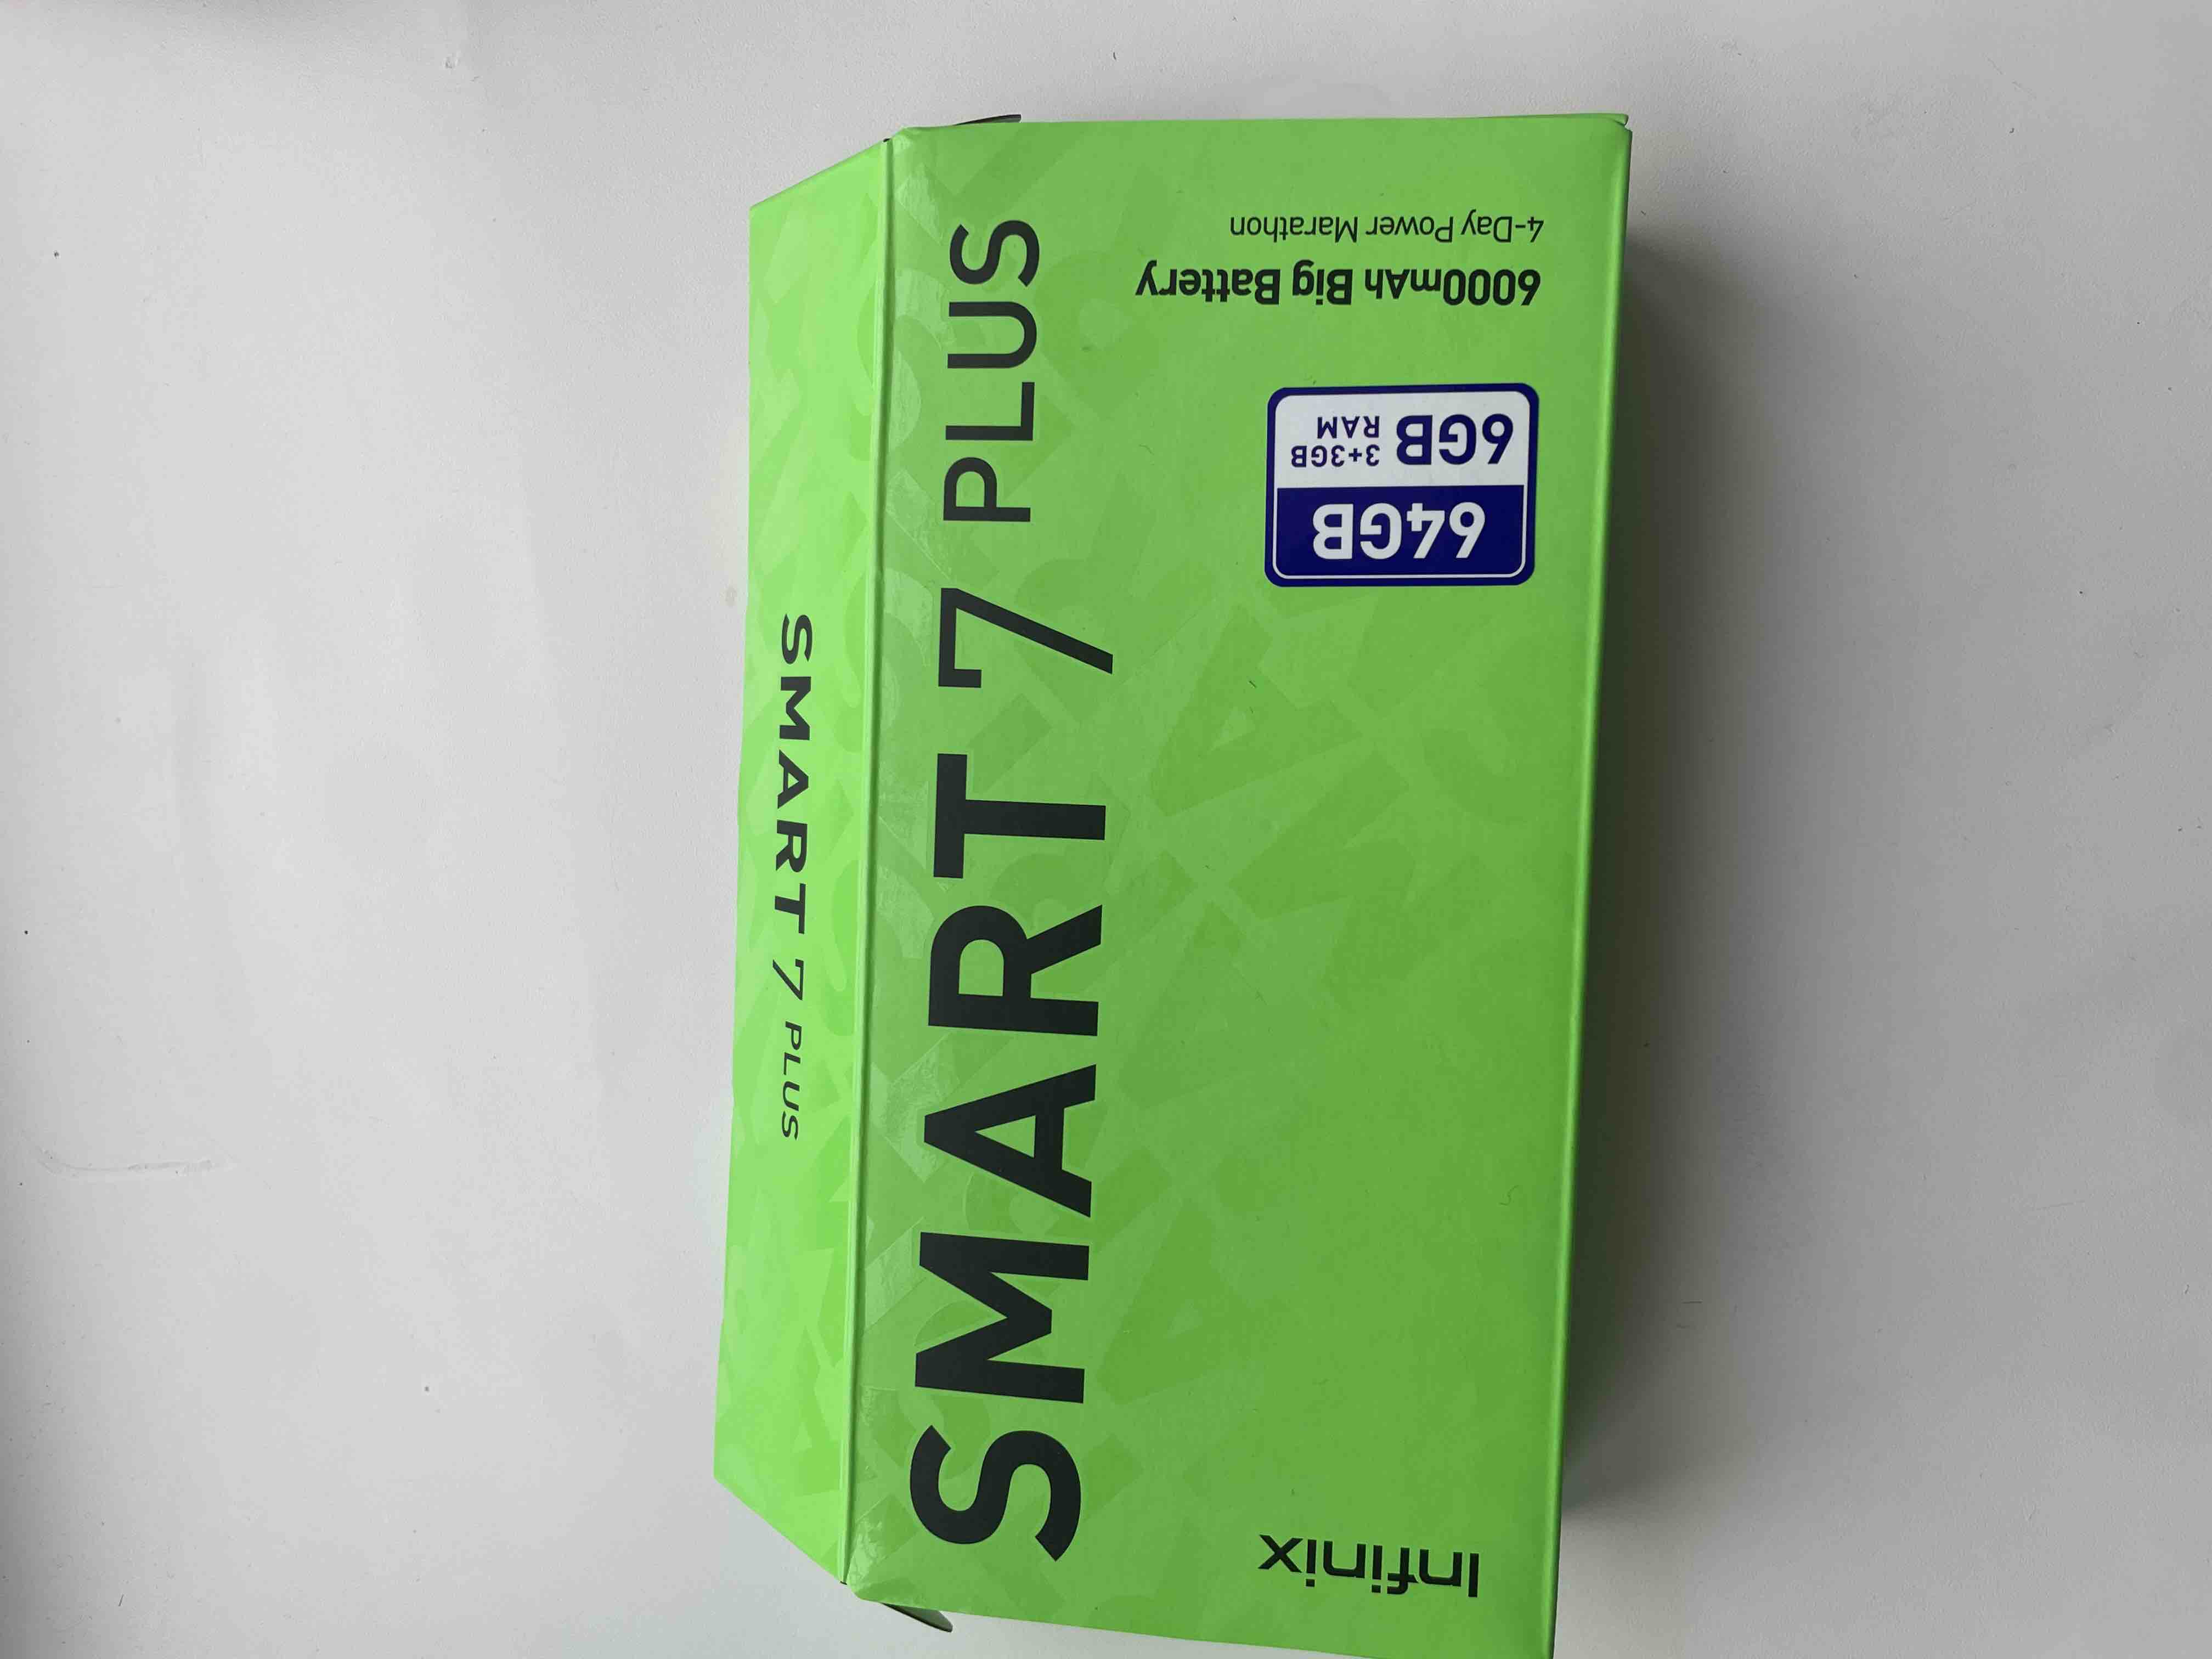 Infinix
SMART 7 PLUS
64GB
6GB
3+3GB
RAM
6000mAh Big Battery
4-Day Power Marathon
SMART 7 PLUS